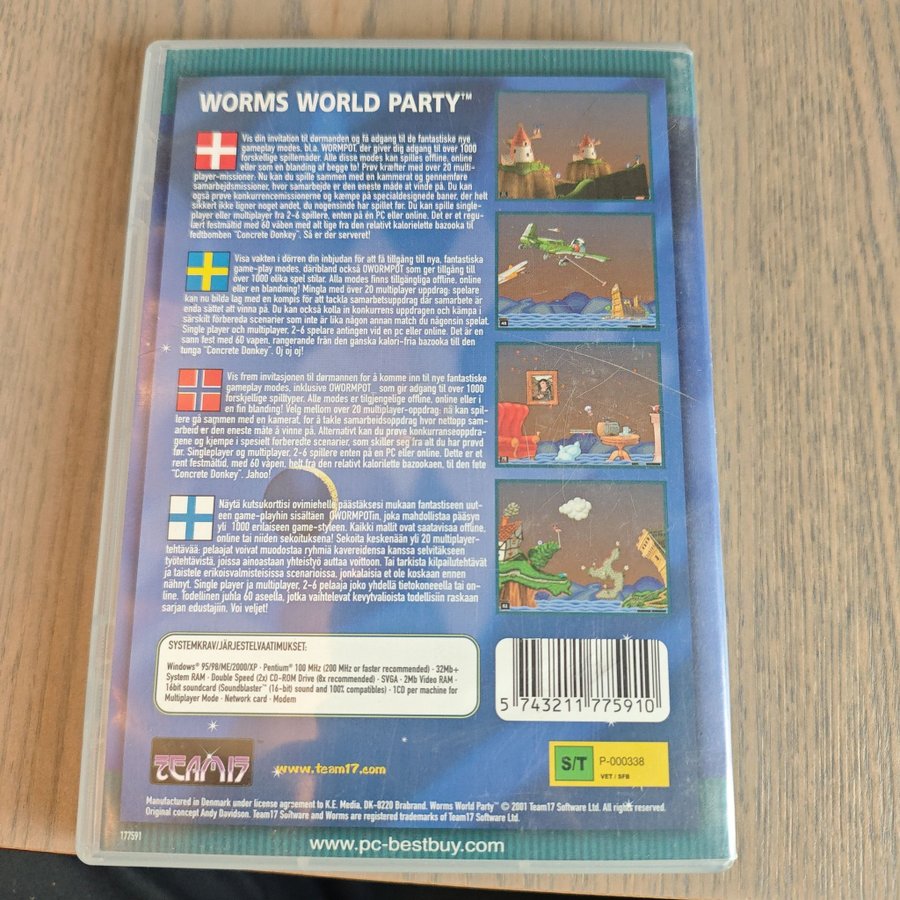 WORMS WORLD PARTY™
Vis din invitation til dørmanden og få adgang til de fantastiske nye
gameplay modes, bl.a. WORMPOT, der giver dig adgang til over 1000
forskellige spillemåder. Alle disse modes kan spilles offline, online
eller som en blanding af begge to! Prøv kræfter med over 20 multi-
player-missioner. Nu kan du spille sammen med en kammerat og gennemføre
samarbejdsmissioner, hvor samarbejde er den eneste måde at vinde på. Du kan
også prøve konkurrencemissionerne og kæmpe på specialdesignede baner, der helt
sikkert ikke ligner noget andet, du nogensinde har spillet før. Du kan spille single-
player eller multiplayer fra 2-6 spillere, enten på én PC eller online. Det er et regu-
lært festmåltid med 60 våben med alt lige fra den relativt kalorielette bazooka til
fedtbomben "Concrete Donkey". Så er der serveret!
Visa vakten i dörren din inbjudan för att få tillgång till nya, fantastiska
game-play modes, däribland också OWORMPOT som ger tillgång till
över 1000 olika spel stilar. Alla modes finns tillgängliga offline, online
eller en blandning! Mingla med över 20 multiplayer uppdrag: spelare
kan nu bilda lag med en kompis för att tackla samarbetsuppdrag där samarbete är
enda sättet att vinna på. Du kan också kolla in konkurrens uppdragen och kämpa i
särskilt förberedda scenarier som inte är lika någon annan match du någonsin spelat.
Single player och multiplayer, 2-6 spelare antingen vid en pc eller online. Det är en
sann fest med 60 vapen, rangerande från den ganska kalori-fria bazooka till den
tunga "Concrete Donkey". Oj oj oj!
Vis frem invitasjonen til dørmannen for å komme inn til nye fantastiske
gameplay modes, inklusive OWORMPOT_ som gir adgang til over 1000
forskjellige spilltyper. Alle modes er tilgjengelige offline, online eller i
en fin blanding! Velg mellom over 20 multiplayer-oppdrag: nå kan spil-
lere gå sammen med en kamerat, for å takle samarbeidsoppdrag hvor nettopp sam-
arbeid er den eneste måte å vinne på. Alternativt kan du prøve konkurranseoppdra-
gene og kjempe i spesielt forberedte scenarier, som skiller seg fra alt du har prøvd
før. Singleplayer og multiplayer, 2-6 spillere enten på en PC eller online. Dette er et
rent festmåltid, med 60 våpen, helt fra den relativt kalorilette bazookaen, til den fete
"Concrete Donkey". Jahoo!
Näytä kutsukorttisi ovimiehelle päästäksesi mukaan fantastiseen uut-
een game-playhin sisältäen OWORMPOTin, joka mahdollistaa pääsyn
yli 1000 erilaiseen game-styleen. Kaikki mallit ovat saatavissa offline,
online tai niiden sekoituksena! Sekoita keskenään yli 20 multiplayer-
tehtävää: pelaajat voivat muodostaa ryhmiä kavereidensa kanssa selvitäkseen
työtehtävistä, joissa ainoastaan yhteistyö auttaa voittoon. Tai tarkista kilpailutehtävät
ja taistele erikoisvalmisteisissa scenarioissa, jonkalaisia et ole koskaan ennen
nähnyt. Single player ja multiplayer, 2-6 pelaaja joko yhdellä tietokoneella tai on-
line. Todellinen juhla 60 aseella, jotka vaihtelevat kevytvalioista todellisiin raskaan
sarjan edustajiin. Voi veljet!
SYSTEMKRAV/JÄRJESTELVAATIMUKSET:
Windows® 95/98/ME/2000/XP · Pentium® 100 MHz (200 MHz or faster recommended) · 32Mb+
System RAM · Double Speed (2x) CD-ROM Drive (8x recommended) · SVGA · 2Mb Video RAM ·
16bit soundcard (Soundblaster™ (16-bit) sound and 100% compatibles) · 1CD per machine for
Multiplayer Mode · Network card · Modem
5 743211 775910
TEAM17
www.team17.com
S/T
P-000338
VET / SFB
Manufactured in Denmark under license agreement to K.E. Media. DK-8220 Brabrand. Worms World Party™ © 2001 Team17 Software Ltd. All rights reserved.
Original concept Andy Davidson. Team17 Software and Worms are registered trademarks of Team17 Software Ltd.
177591
www.pc-bestbuy.com